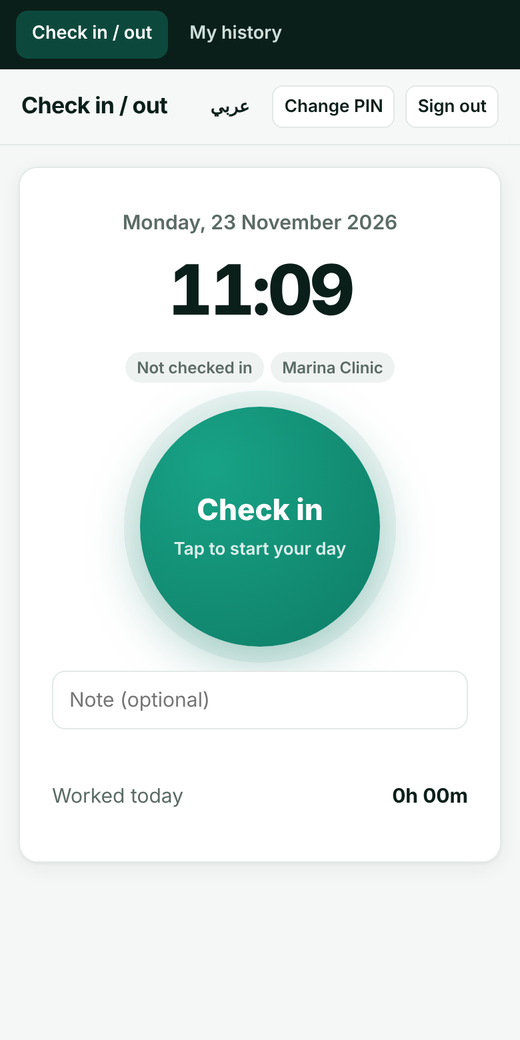 Check in / out My history
Check in / out عربي Change PIN Sign out
Monday, 23 November 2026
11:09
Not checked in Marina Clinic
Check in
Tap to start your day
Note (optional)
Worked today 0h 00m